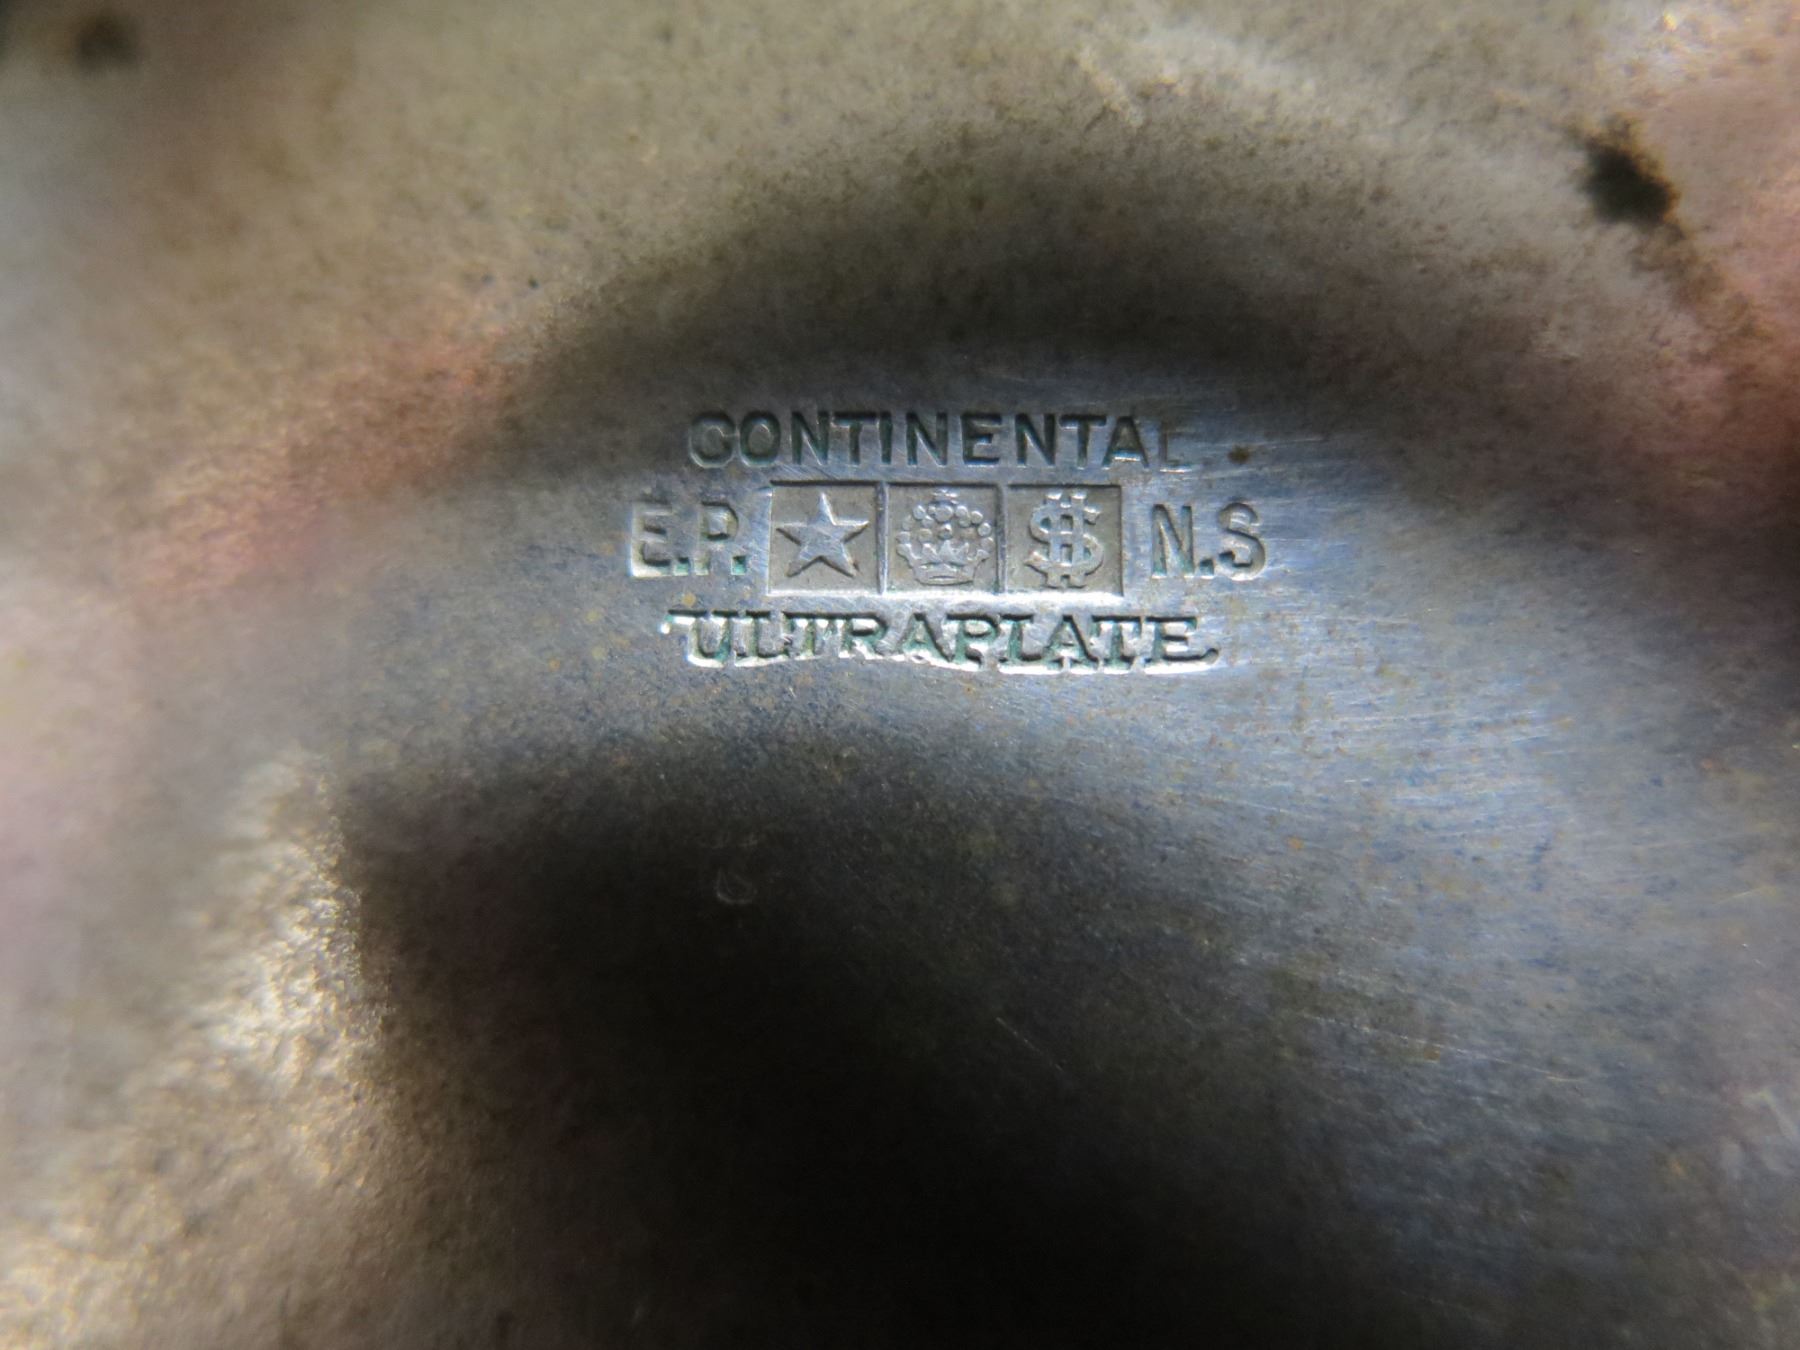 CONTINENTAL
E.P. $ N.S
ULTRAPLATE